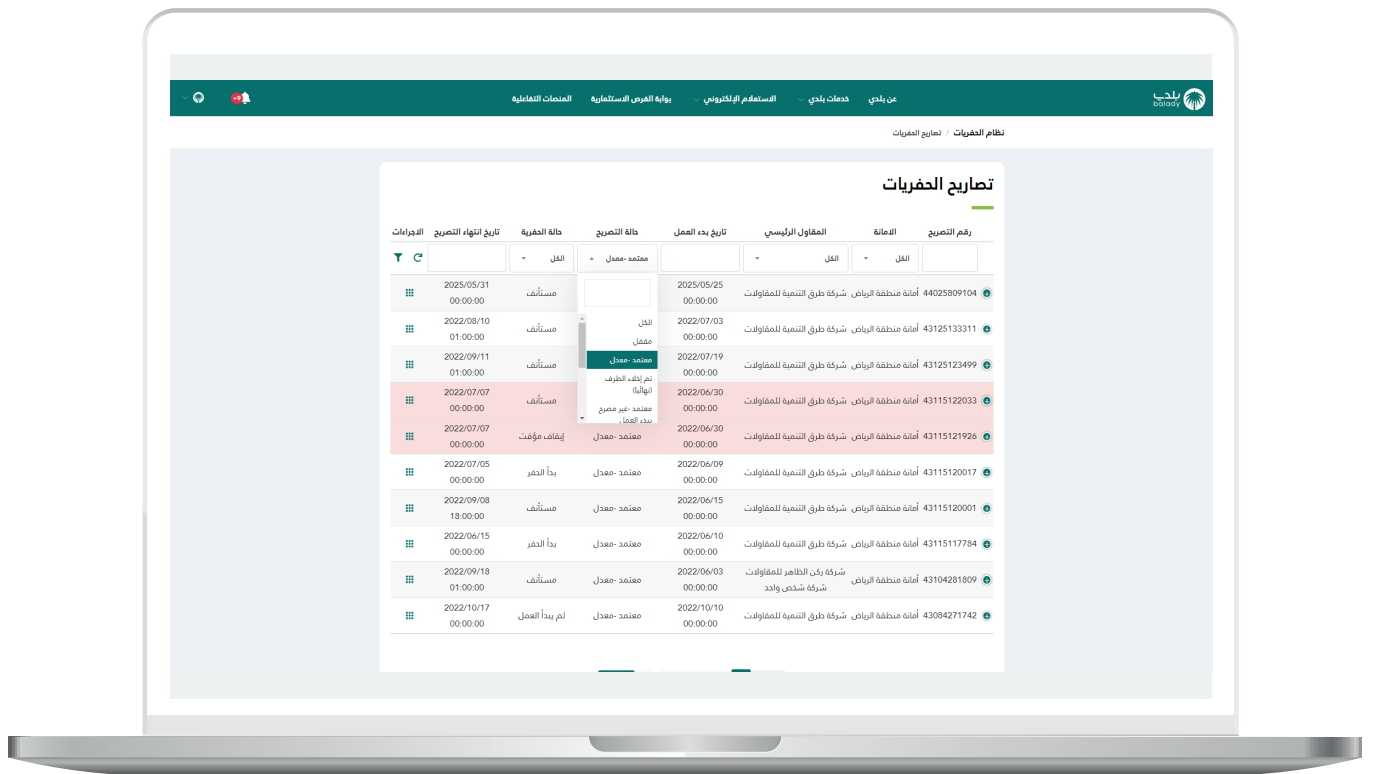 بلدي
balady
عن بلدي
خدمات بلدي
الاستعلام الإلكتروني
بوابة الفرص الاستثمارية
المنصات التفاعلية
+9
نظام الحفريات / تصاريح الحفريات
تصاريح الحفريات
رقم التصريح الامانة المقاول الرئيسي تاريخ بدء العمل حالة التصريح حالة الحفرية تاريخ انتهاء التصريح الاجراءات
الكل الكل معتمد -معدل الكل
الكل
مقفل
معتمد -معدل
تم إخلاء الطرف
(نهائيا)
معتمد -غير مصرح
ببدء العمل
44025809104 أمانة منطقة الرياض شركة طرق التنمية للمقاولات 2025/05/25 00:00:00 مستأنف 2025/05/31 00:00:00
43125133311 أمانة منطقة الرياض شركة طرق التنمية للمقاولات 2022/07/03 00:00:00 مستأنف 2022/08/10 01:00:00
43125123499 أمانة منطقة الرياض شركة طرق التنمية للمقاولات 2022/07/19 00:00:00 مستأنف 2022/09/11 01:00:00
43115122033 أمانة منطقة الرياض شركة طرق التنمية للمقاولات 2022/06/30 00:00:00 مستأنف 2022/07/07 00:00:00
43115121926 أمانة منطقة الرياض شركة طرق التنمية للمقاولات 2022/06/30 00:00:00 معتمد -معدل إيقاف مؤقت 2022/07/07 00:00:00
43115120017 أمانة منطقة الرياض شركة طرق التنمية للمقاولات 2022/06/09 00:00:00 معتمد -معدل بدأ الحفر 2022/07/05 00:00:00
43115120001 أمانة منطقة الرياض شركة طرق التنمية للمقاولات 2022/06/15 00:00:00 معتمد -معدل مستأنف 2022/09/08 18:00:00
43115117784 أمانة منطقة الرياض شركة طرق التنمية للمقاولات 2022/06/10 00:00:00 معتمد -معدل بدأ الحفر 2022/06/15 00:00:00
43104281809 أمانة منطقة الرياض شركة ركن الظاهر للمقاولات شركة شخص واحد 2022/06/03 00:00:00 معتمد -معدل مستأنف 2022/09/18 01:00:00
43084271742 أمانة منطقة الرياض شركة طرق التنمية للمقاولات 2022/10/10 00:00:00 معتمد -معدل لم يبدأ العمل 2022/10/17 00:00:00